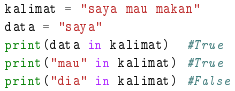 kalimat = "saya mau makan"
data = "saya"
print(data in kalimat)  #True
print("mau" in kalimat)  #True
print("dia" in kalimat)  #False